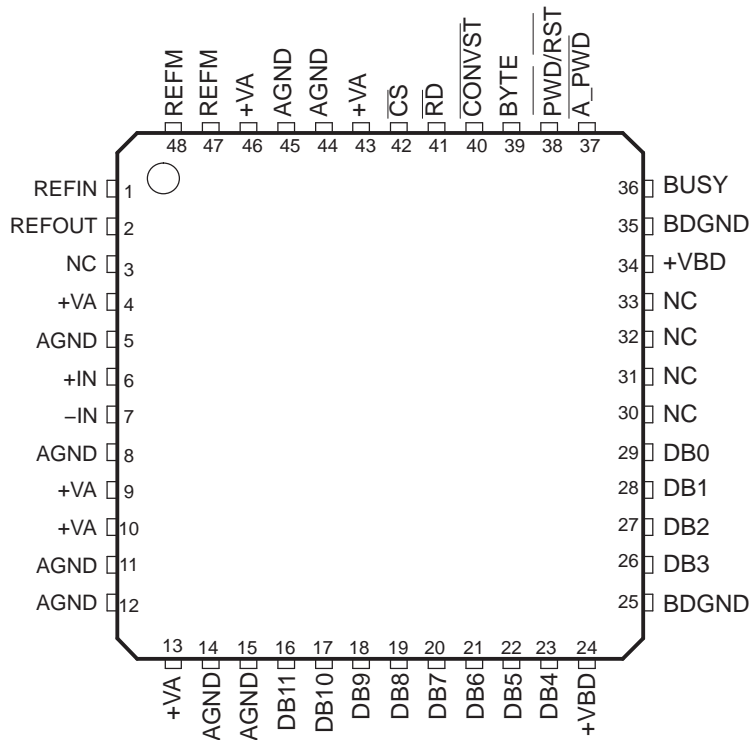 REFM REFM +VA AGND AGND +VA CS RD CONVST BYTE PWD/RST A_PWD
48 47 46 45 44 43 42 41 40 39 38 37
REFIN 1 36 BUSY
REFOUT 2 35 BDGND
NC 3 34 +VBD
+VA 4 33 NC
AGND 5 32 NC
+IN 6 31 NC
–IN 7 30 NC
AGND 8 29 DB0
+VA 9 28 DB1
+VA 10 27 DB2
AGND 11 26 DB3
AGND 12 25 BDGND
13 14 15 16 17 18 19 20 21 22 23 24
+VA AGND AGND DB11 DB10 DB9 DB8 DB7 DB6 DB5 DB4 +VBD